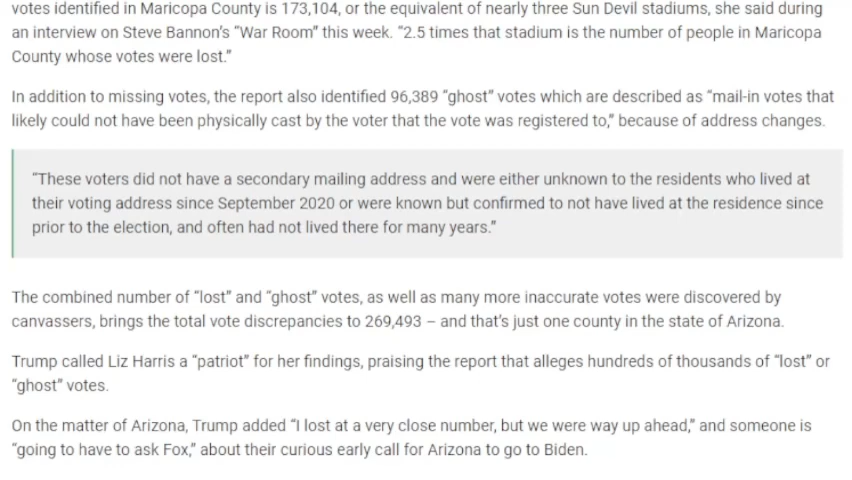 votes identified in Maricopa County is 173,104, or the equivalent of nearly three Sun Devil stadiums, she said during
an interview on Steve Bannon's “War Room” this week. “2.5 times that stadium is the number of people in Maricopa
County whose votes were lost.”
In addition to missing votes, the report also identified 96,389 “ghost” votes which are described as “mail-in votes that
likely could not have been physically cast by the voter that the vote was registered to,” because of address changes.
“These voters did not have a secondary mailing address and were either unknown to the residents who lived at
their voting address since September 2020 or were known but confirmed to not have lived at the residence since
prior to the election, and often had not lived there for many years.”
The combined number of “lost” and “ghost” votes, as well as many more inaccurate votes were discovered by
canvassers, brings the total vote discrepancies to 269,493 – and that's just one county in the state of Arizona.
Trump called Liz Harris a “patriot” for her findings, praising the report that alleges hundreds of thousands of “lost” or
“ghost” votes.
On the matter of Arizona, Trump added “I lost at a very close number, but we were way up ahead,” and someone is
“going to have to ask Fox,” about their curious early call for Arizona to go to Biden.